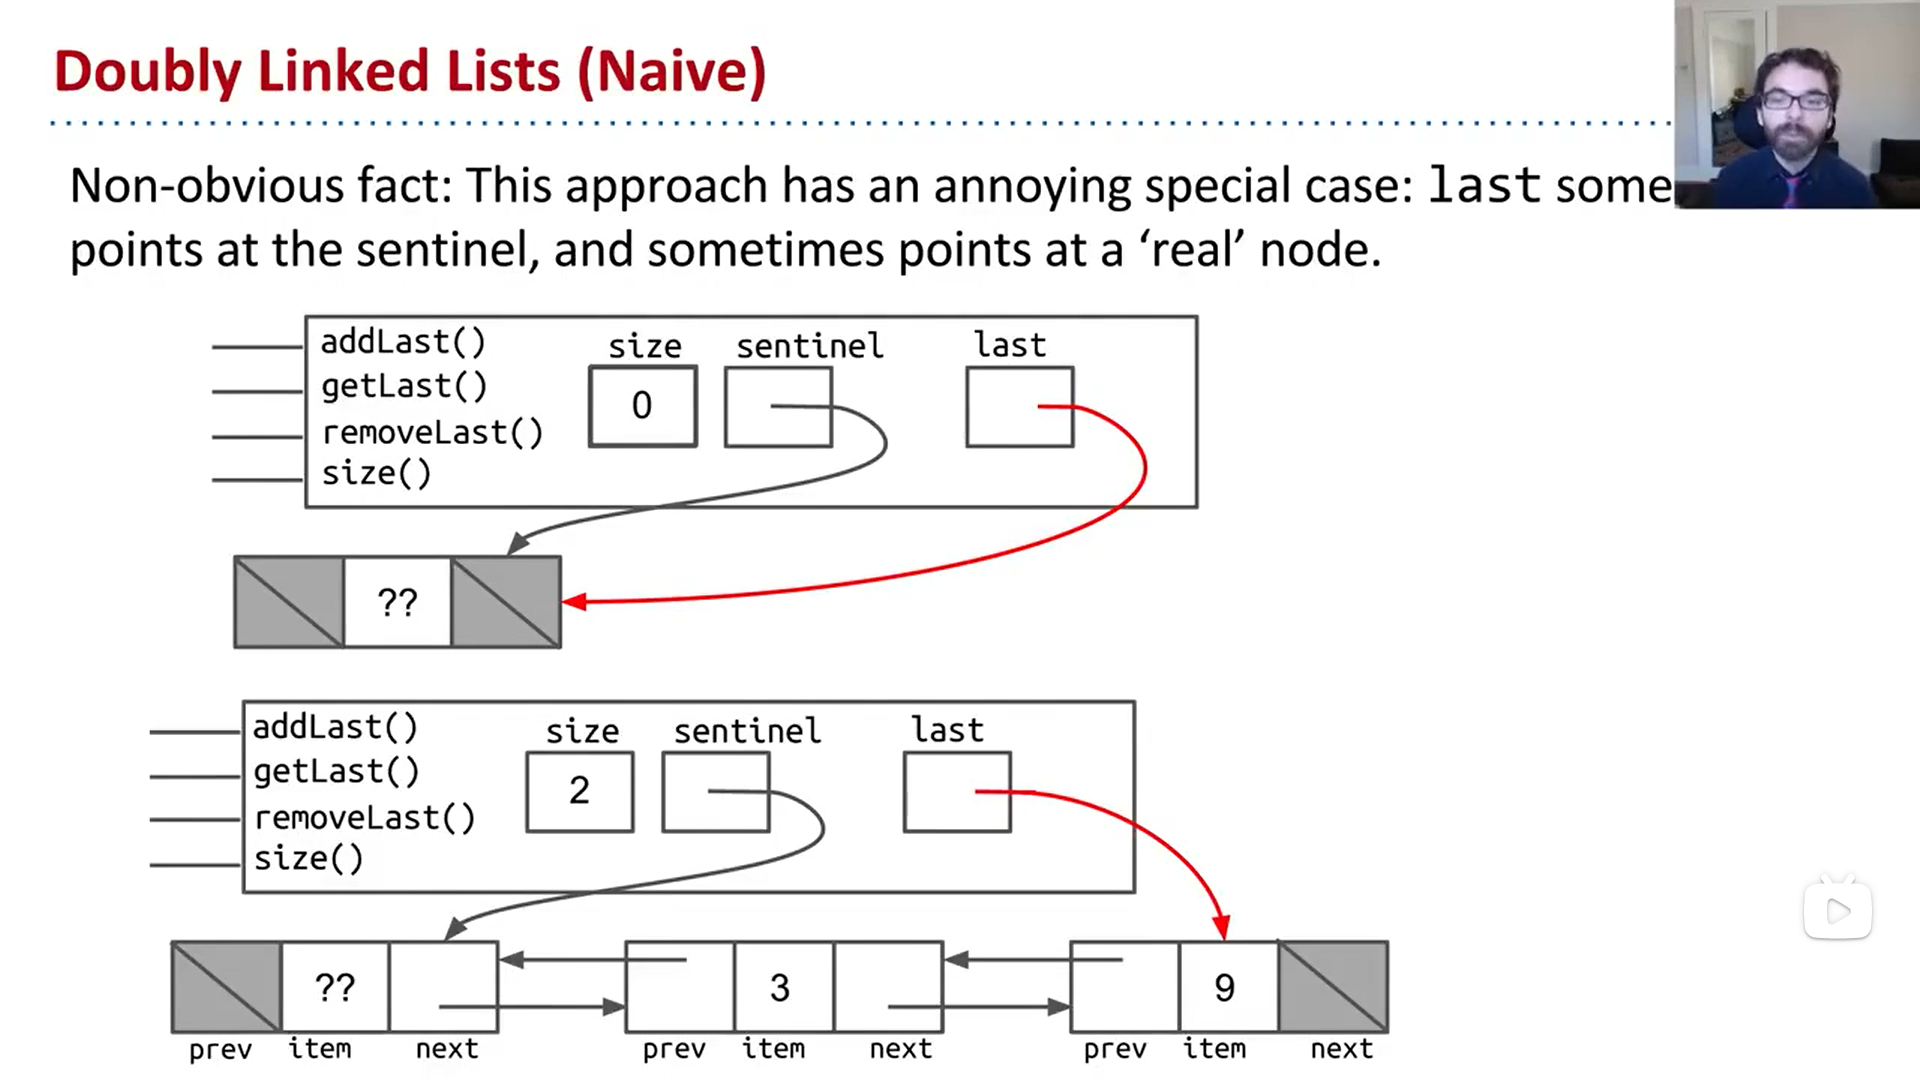 Doubly Linked Lists (Naive)
Non-obvious fact: This approach has an annoying special case: last some
points at the sentinel, and sometimes points at a ‘real’ node.
addLast()
getLast()
removeLast()
size()
size
sentinel
last
0
??
addLast()
getLast()
removeLast()
size()
size
sentinel
last
2
??
3
9
prev item next
prev item next
prev item next